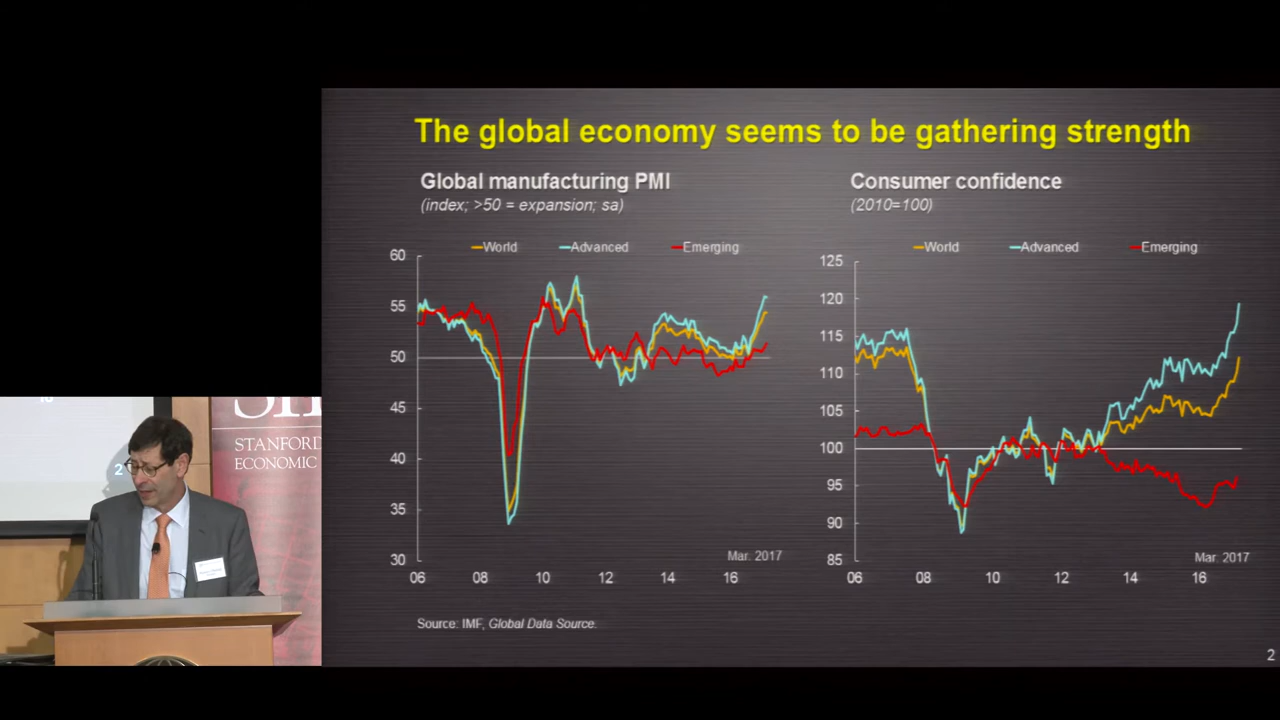 The global economy seems to be gathering strength
Global manufacturing PMI
(index; >50 = expansion; sa)
World Advanced Emerging
60
55
50
45
40
35
30
06 08 10 12 14 16
Mar. 2017
Consumer confidence
(2010=100)
World Advanced Emerging
125
120
115
110
105
100
95
90
85
06 08 10 12 14 16
Mar. 2017
Source: IMF, Global Data Source.
2
STANFORD
ECONOMIC
2